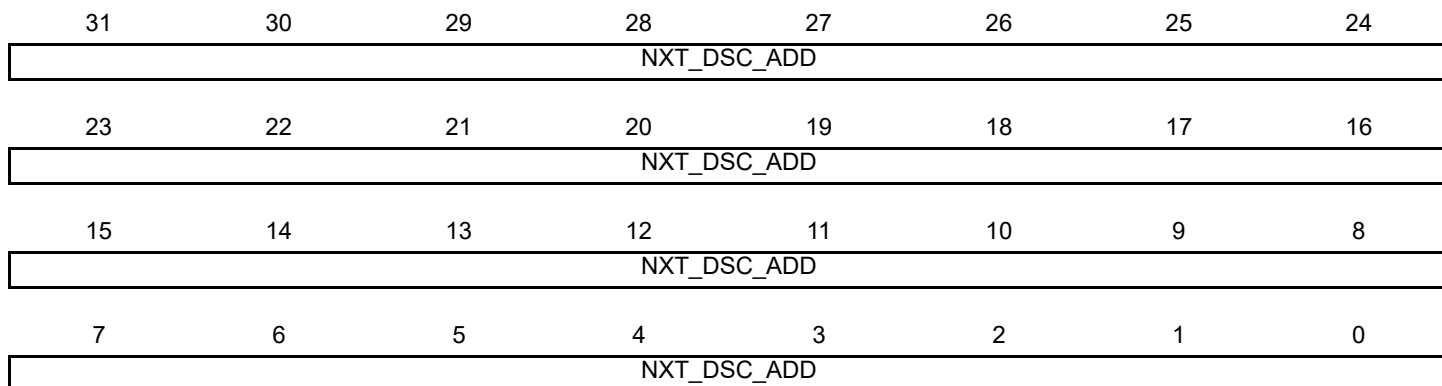 31 30 29 28 27 26 25 24
NXT_DSC_ADD
23 22 21 20 19 18 17 16
NXT_DSC_ADD
15 14 13 12 11 10 9 8
NXT_DSC_ADD
7 6 5 4 3 2 1 0
NXT_DSC_ADD